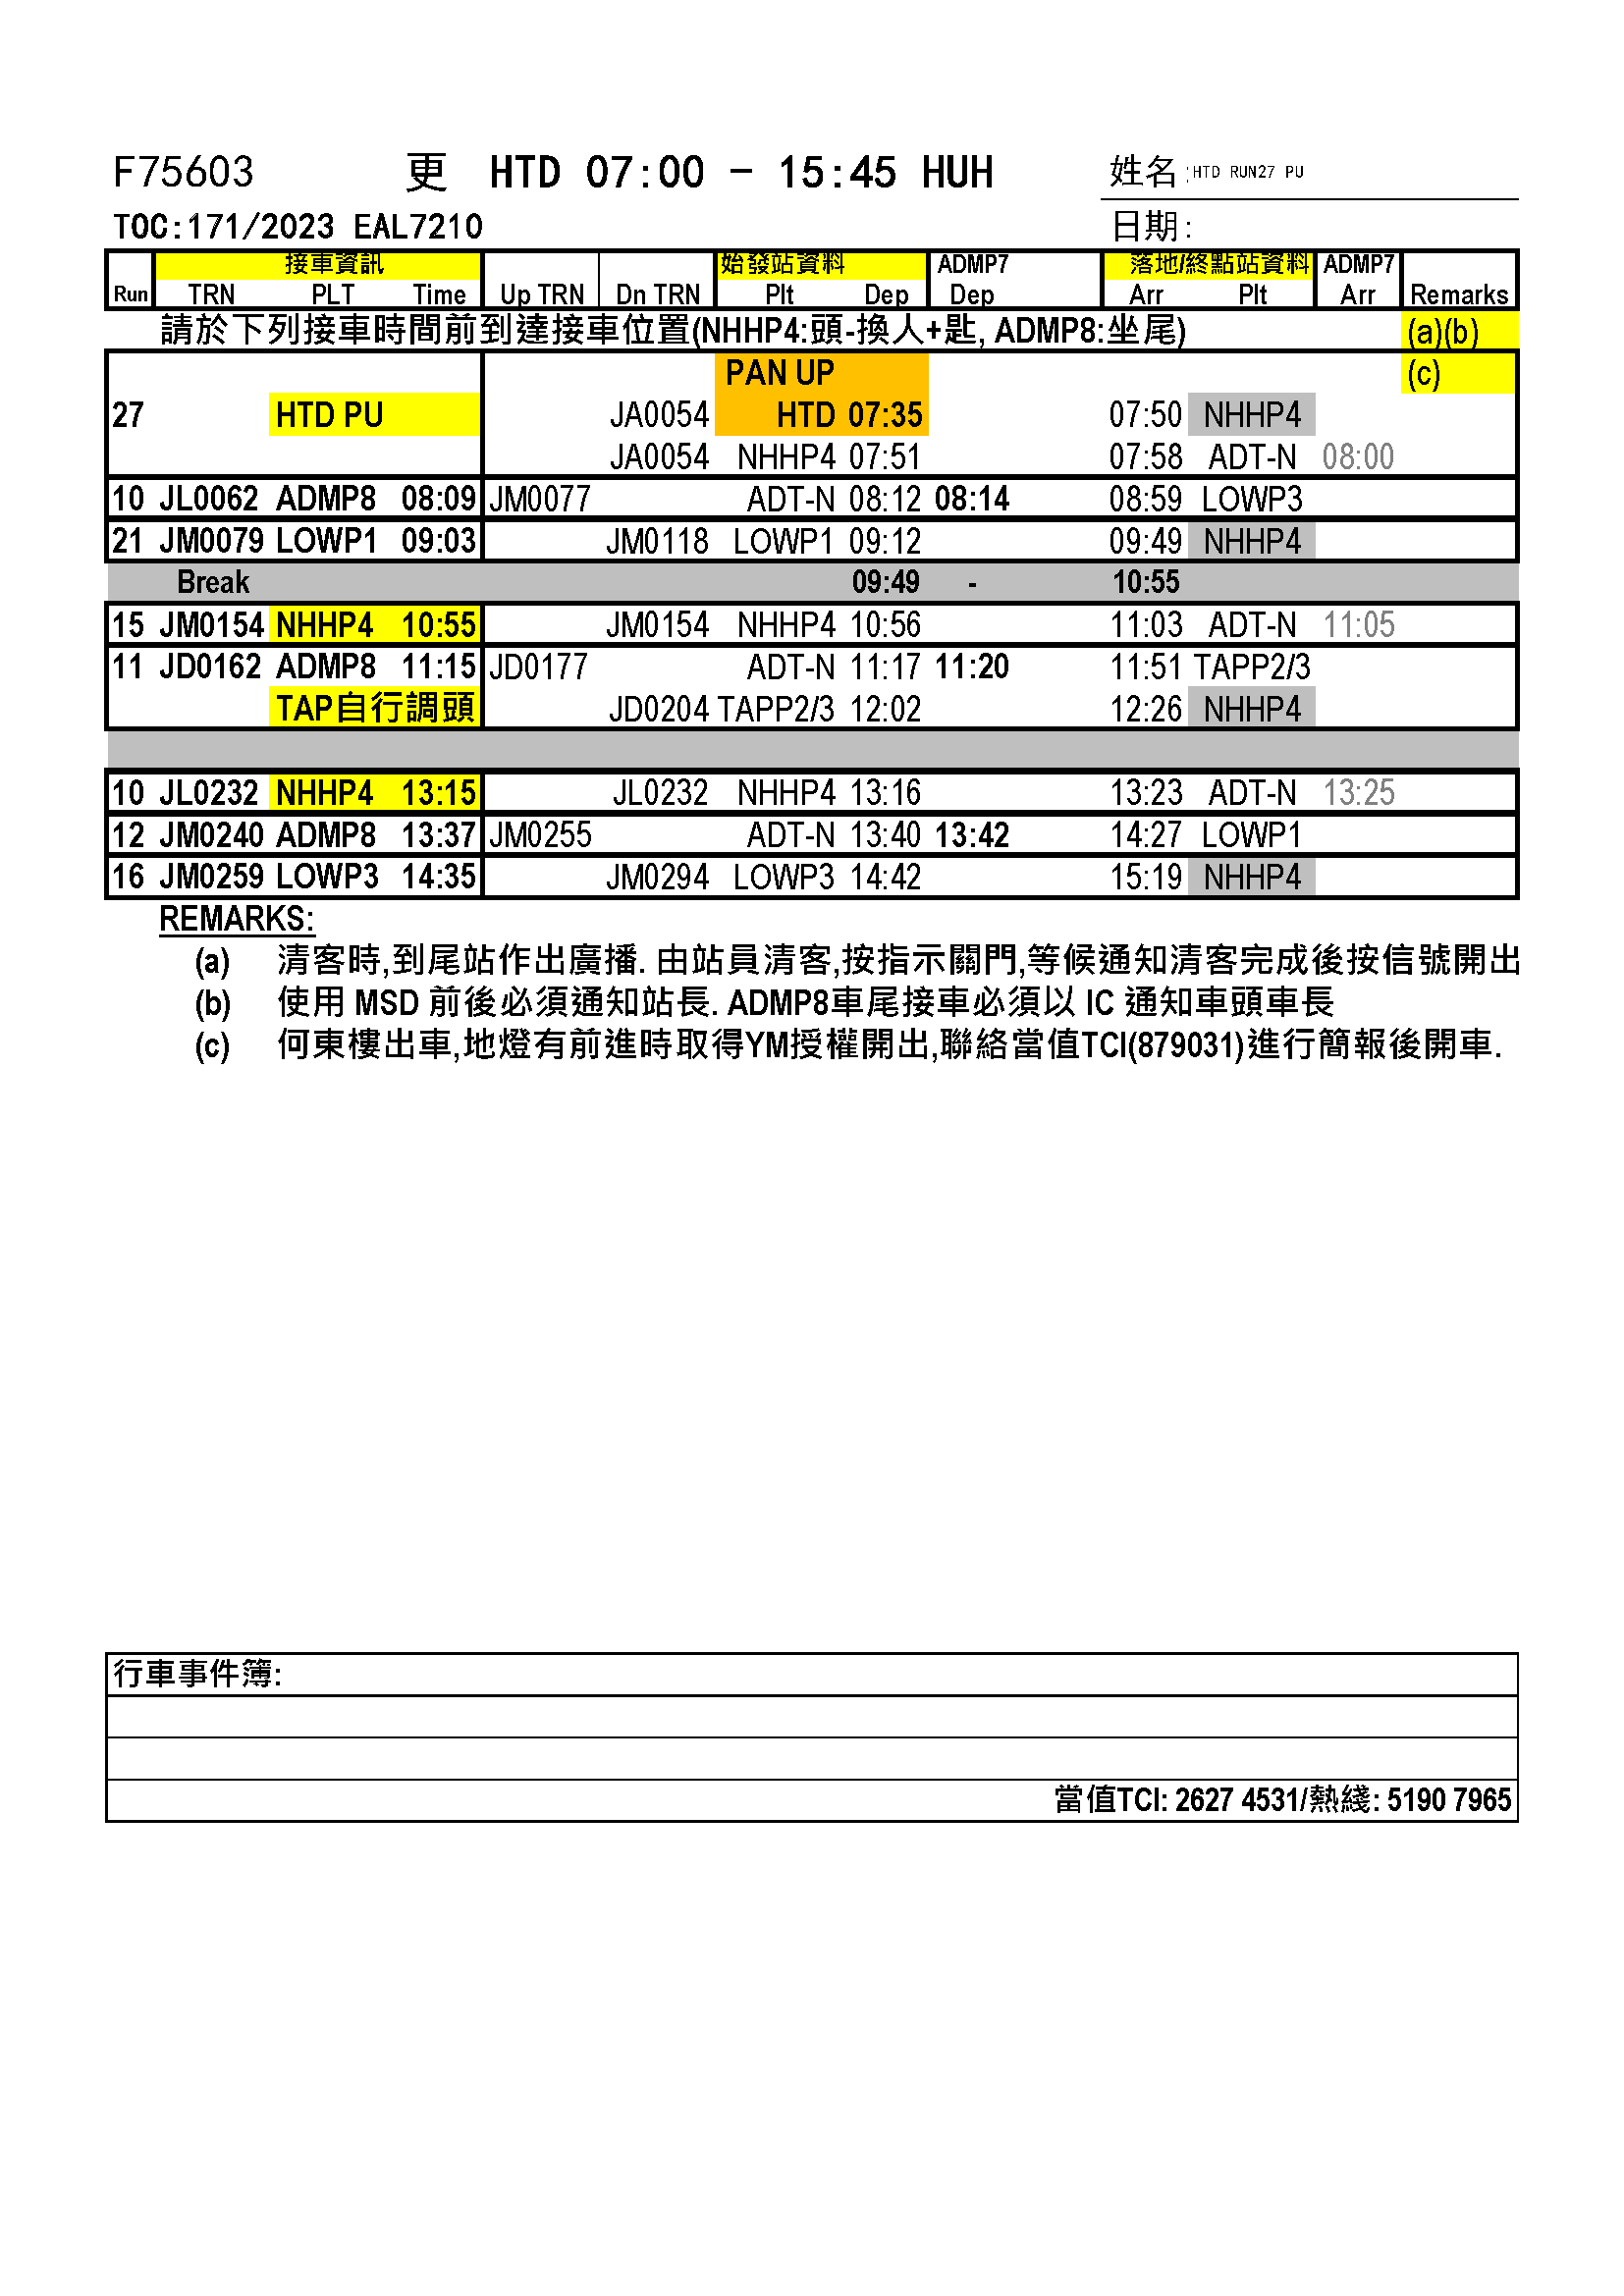 F75603 更 HTD 07:00 - 15:45 HUH 姓名:HTD RUN27 PU
TOC:171/2023 EAL7210 日期:
接車資訊 始發站資料 ADMP7 落地/終點站資料 ADMP7
Run TRN PLT Time Up TRN Dn TRN Plt Dep Dep Arr Plt Arr Remarks
請於下列接車時間前到達接車位置(NHHP4:頭-換人+匙, ADMP8:坐尾) (a)(b)
PAN UP (c)
27 HTD PU JA0054 HTD 07:35 07:50 NHHP4
JA0054 NHHP4 07:51 07:58 ADT-N 08:00
10 JL0062 ADMP8 08:09 JM0077 ADT-N 08:12 08:14 08:59 LOWP3
21 JM0079 LOWP1 09:03 JM0118 LOWP1 09:12 09:49 NHHP4
Break 09:49 - 10:55
15 JM0154 NHHP4 10:55 JM0154 NHHP4 10:56 11:03 ADT-N 11:05
11 JD0162 ADMP8 11:15 JD0177 ADT-N 11:17 11:20 11:51 TAPP2/3
TAP自行調頭 JD0204 TAPP2/3 12:02 12:26 NHHP4
10 JL0232 NHHP4 13:15 JL0232 NHHP4 13:16 13:23 ADT-N 13:25
12 JM0240 ADMP8 13:37 JM0255 ADT-N 13:40 13:42 14:27 LOWP1
16 JM0259 LOWP3 14:35 JM0294 LOWP3 14:42 15:19 NHHP4
REMARKS:
(a) 清客時,到尾站作出廣播. 由站員清客,按指示關門,等候通知清客完成後按信號開出
(b) 使用 MSD 前後必須通知站長. ADMP8車尾接車必須以 IC 通知車頭車長
(c) 何東樓出車,地燈有前進時取得YM授權開出,聯絡當值TCI(879031)進行簡報後開車.
行車事件簿:
當值TCI: 2627 4531/熱綫: 5190 7965